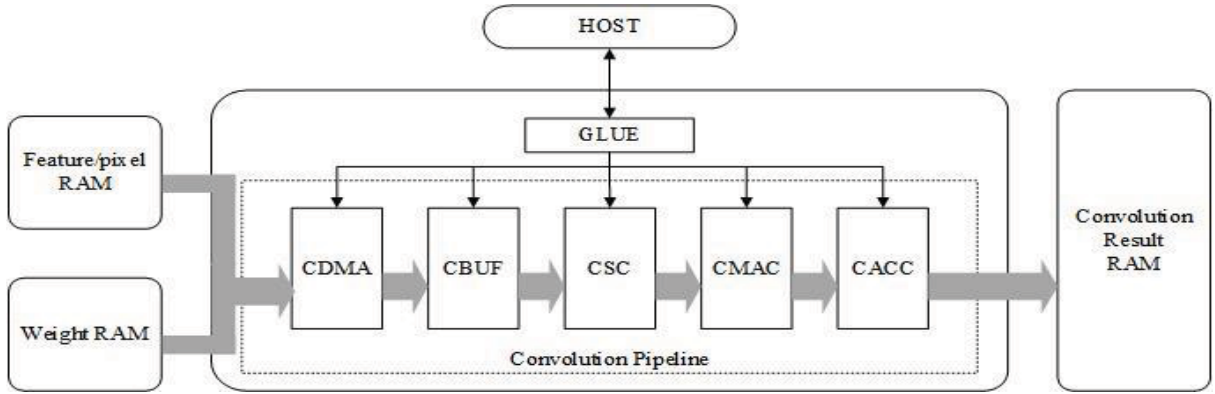 HOST
GLUE
Feature/pixel
RAM
Weight RAM
CDMA
CBUF
CSC
CMAC
CACC
Convolution Pipeline
Convolution
Result
RAM